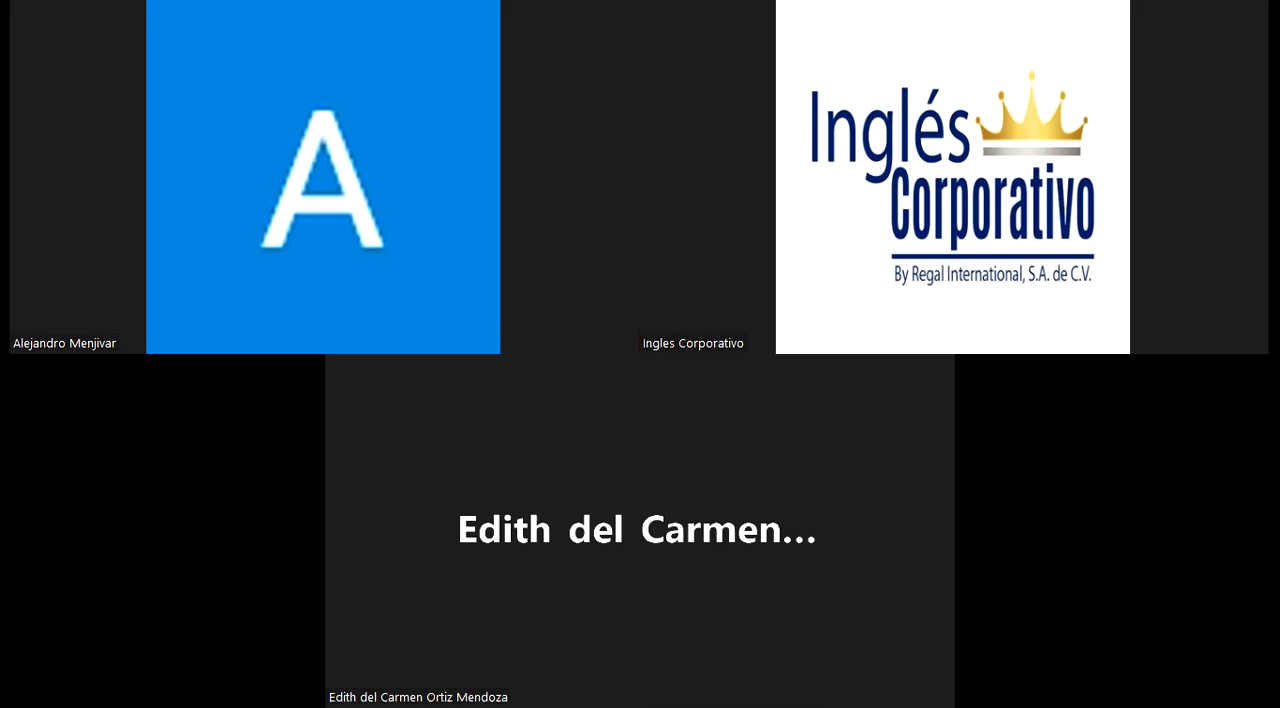 A
Inglés
Corporativo
By Regal International, S.A. de C.V.
Alejandro Menjivar
Ingles Corporativo
Edith del Carmen...
Edith del Carmen Ortiz Mendoza